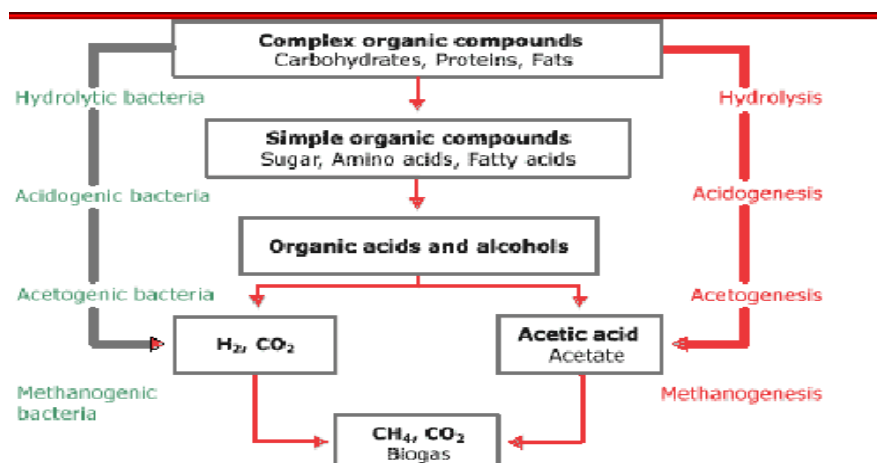 Complex organic compounds
Carbohydrates, Proteins, Fats
Hydrolytic bacteria
Hydrolysis
Simple organic compounds
Sugar, Amino acids, Fatty acids
Acidogenic bacteria
Acidogenesis
Organic acids and alcohols
Acetogenic bacteria
Acetogenesis
H₂, CO₂
Acetic acid
Acetate
Methanogenic
bacteria
Methanogenesis
CH₄, CO₂
Biogas